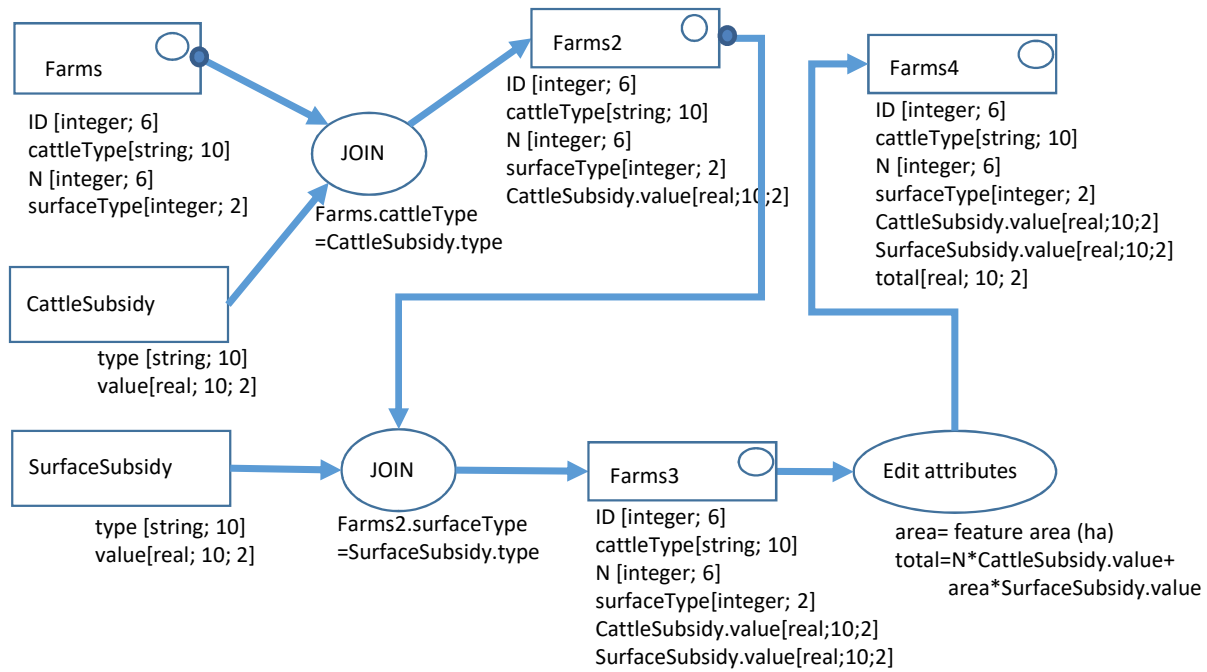 Farms
ID [integer; 6]
cattleType[string; 10]
N [integer; 6]
surfaceType[integer; 2]
JOIN
Farms.cattleType
=CattleSubsidy.type
CattleSubsidy
type [string; 10]
value[real; 10; 2]
Farms2
ID [integer; 6]
cattleType[string; 10]
N [integer; 6]
surfaceType[integer; 2]
CattleSubsidy.value[real;10;2]
SurfaceSubsidy
type [string; 10]
value[real; 10; 2]
JOIN
Farms2.surfaceType
=SurfaceSubsidy.type
Farms3
ID [integer; 6]
cattleType[string; 10]
N [integer; 6]
surfaceType[integer; 2]
CattleSubsidy.value[real;10;2]
SurfaceSubsidy.value[real;10;2]
Edit attributes
area= feature area (ha)
total=N*CattleSubsidy.value+
area*SurfaceSubsidy.value
Farms4
ID [integer; 6]
cattleType[string; 10]
N [integer; 6]
surfaceType[integer; 2]
CattleSubsidy.value[real;10;2]
SurfaceSubsidy.value[real;10;2]
total[real; 10; 2]